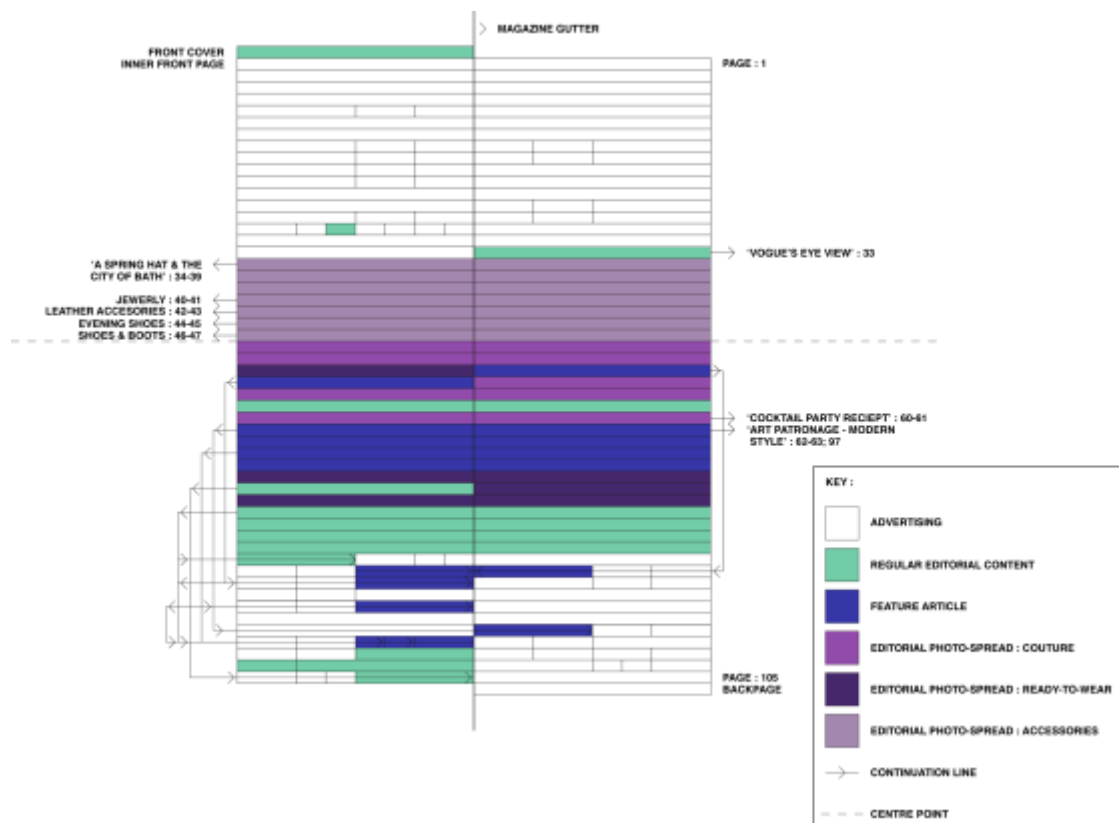 MAGAZINE GUTTER
FRONT COVER
INNER FRONT PAGE
PAGE : 1
'VOGUE'S EYE VIEW' : 33
'A SPRING HAT & THE
CITY OF BATH' : 34-39
JEWERLY : 40-41
LEATHER ACCESORIES : 42-43
EVENING SHOES : 44-45
SHOES & BOOTS : 46-47
'COCKTAIL PARTY RECIEPT' : 60-61
'ART PATRONAGE - MODERN
STYLE' : 62-63; 97
PAGE : 105
BACKPAGE
KEY :
ADVERTISING
REGULAR EDITORIAL CONTENT
FEATURE ARTICLE
EDITORIAL PHOTO-SPREAD : COUTURE
EDITORIAL PHOTO-SPREAD : READY-TO-WEAR
EDITORIAL PHOTO-SPREAD : ACCESSORIES
CONTINUATION LINE
CENTRE POINT